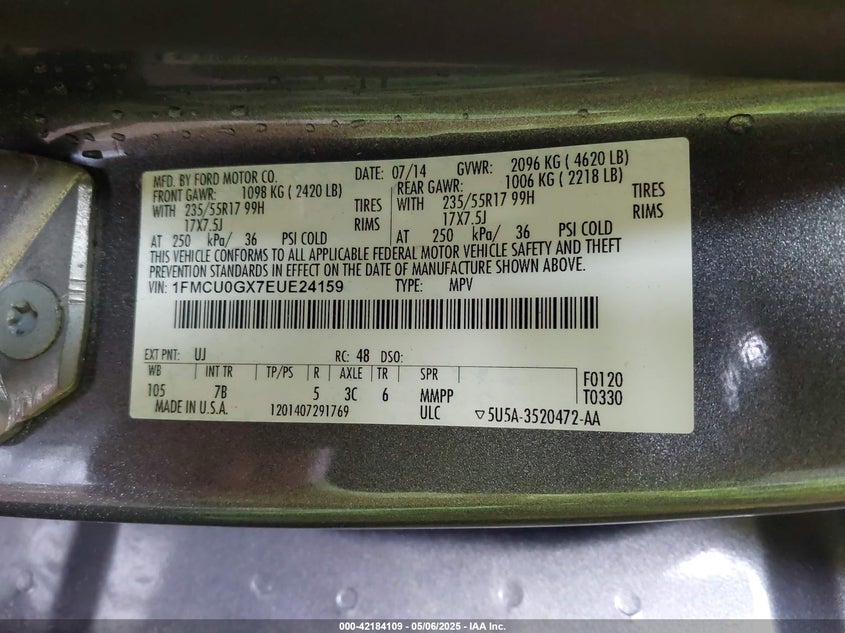 MFD. BY FORD MOTOR CO. DATE: 07/14 GVWR: 2096 KG ( 4620 LB)
FRONT GAWR: 1098 KG ( 2420 LB) REAR GAWR: 1006 KG ( 2218 LB)
WITH 235/55R17 99H TIRES WITH 235/55R17 99H TIRES
17X7.5J RIMS 17X7.5J RIMS
AT 250 kPa/ 36 PSI COLD AT 250 kPa/ 36 PSI COLD
THIS VEHICLE CONFORMS TO ALL APPLICABLE FEDERAL MOTOR VEHICLE SAFETY AND THEFT
PREVENTION STANDARDS IN EFFECT ON THE DATE OF MANUFACTURE SHOWN ABOVE.
VIN: 1FMCU0GX7EUE24159 TYPE: MPV
EXT PNT: UJ RC: 48 DSO:
WB INT TR TP/PS R AXLE TR SPR F0120
105 7B 5 3C 6 MMPP T0330
MADE IN U.S.A. 1201407291769 ULC ▽5U5A-3520472-AA
000-42184109 - 05/06/2025 - IAA Inc.